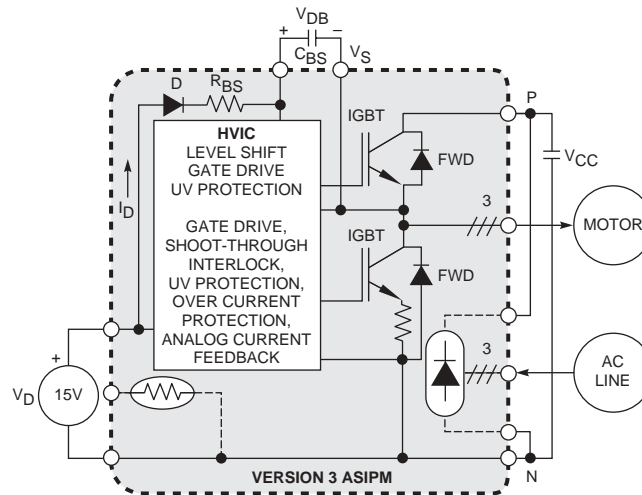 + VDB –
CBS
VS
D
RBS
P
IGBT
HVIC
LEVEL SHIFT
GATE DRIVE
UV PROTECTION
FWD
VCC
ID
3
MOTOR
GATE DRIVE,
SHOOT-THROUGH
INTERLOCK,
UV PROTECTION,
OVER CURRENT
PROTECTION,
ANALOG CURRENT
FEEDBACK
IGBT
FWD
+
VD
15V
3
AC
LINE
VERSION 3 ASIPM
N